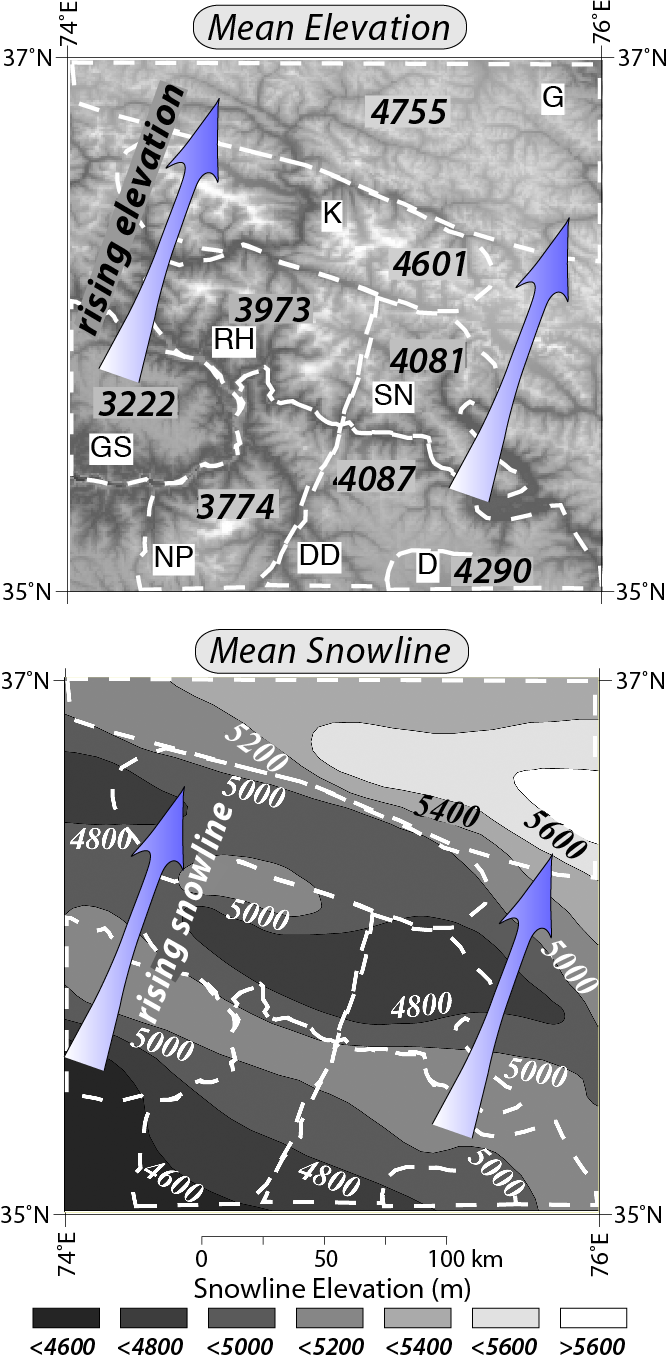 74˚E
76˚E
Mean Elevation
37˚N
37˚N
G
4755
rising elevation
K
4601
3973
RH
4081
3222
SN
GS
4087
3774
NP
DD
D
4290
35˚N
35˚N
Mean Snowline
37˚N
37˚N
5200
5000
5400
5600
4800
rising snowline
5000
5000
4800
5000
5000
4600
4800
5000
35˚N
35˚N
74˚E
76˚E
0 50 100 km
Snowline Elevation (m)
<4600 <4800 <5000 <5200 <5400 <5600 >5600